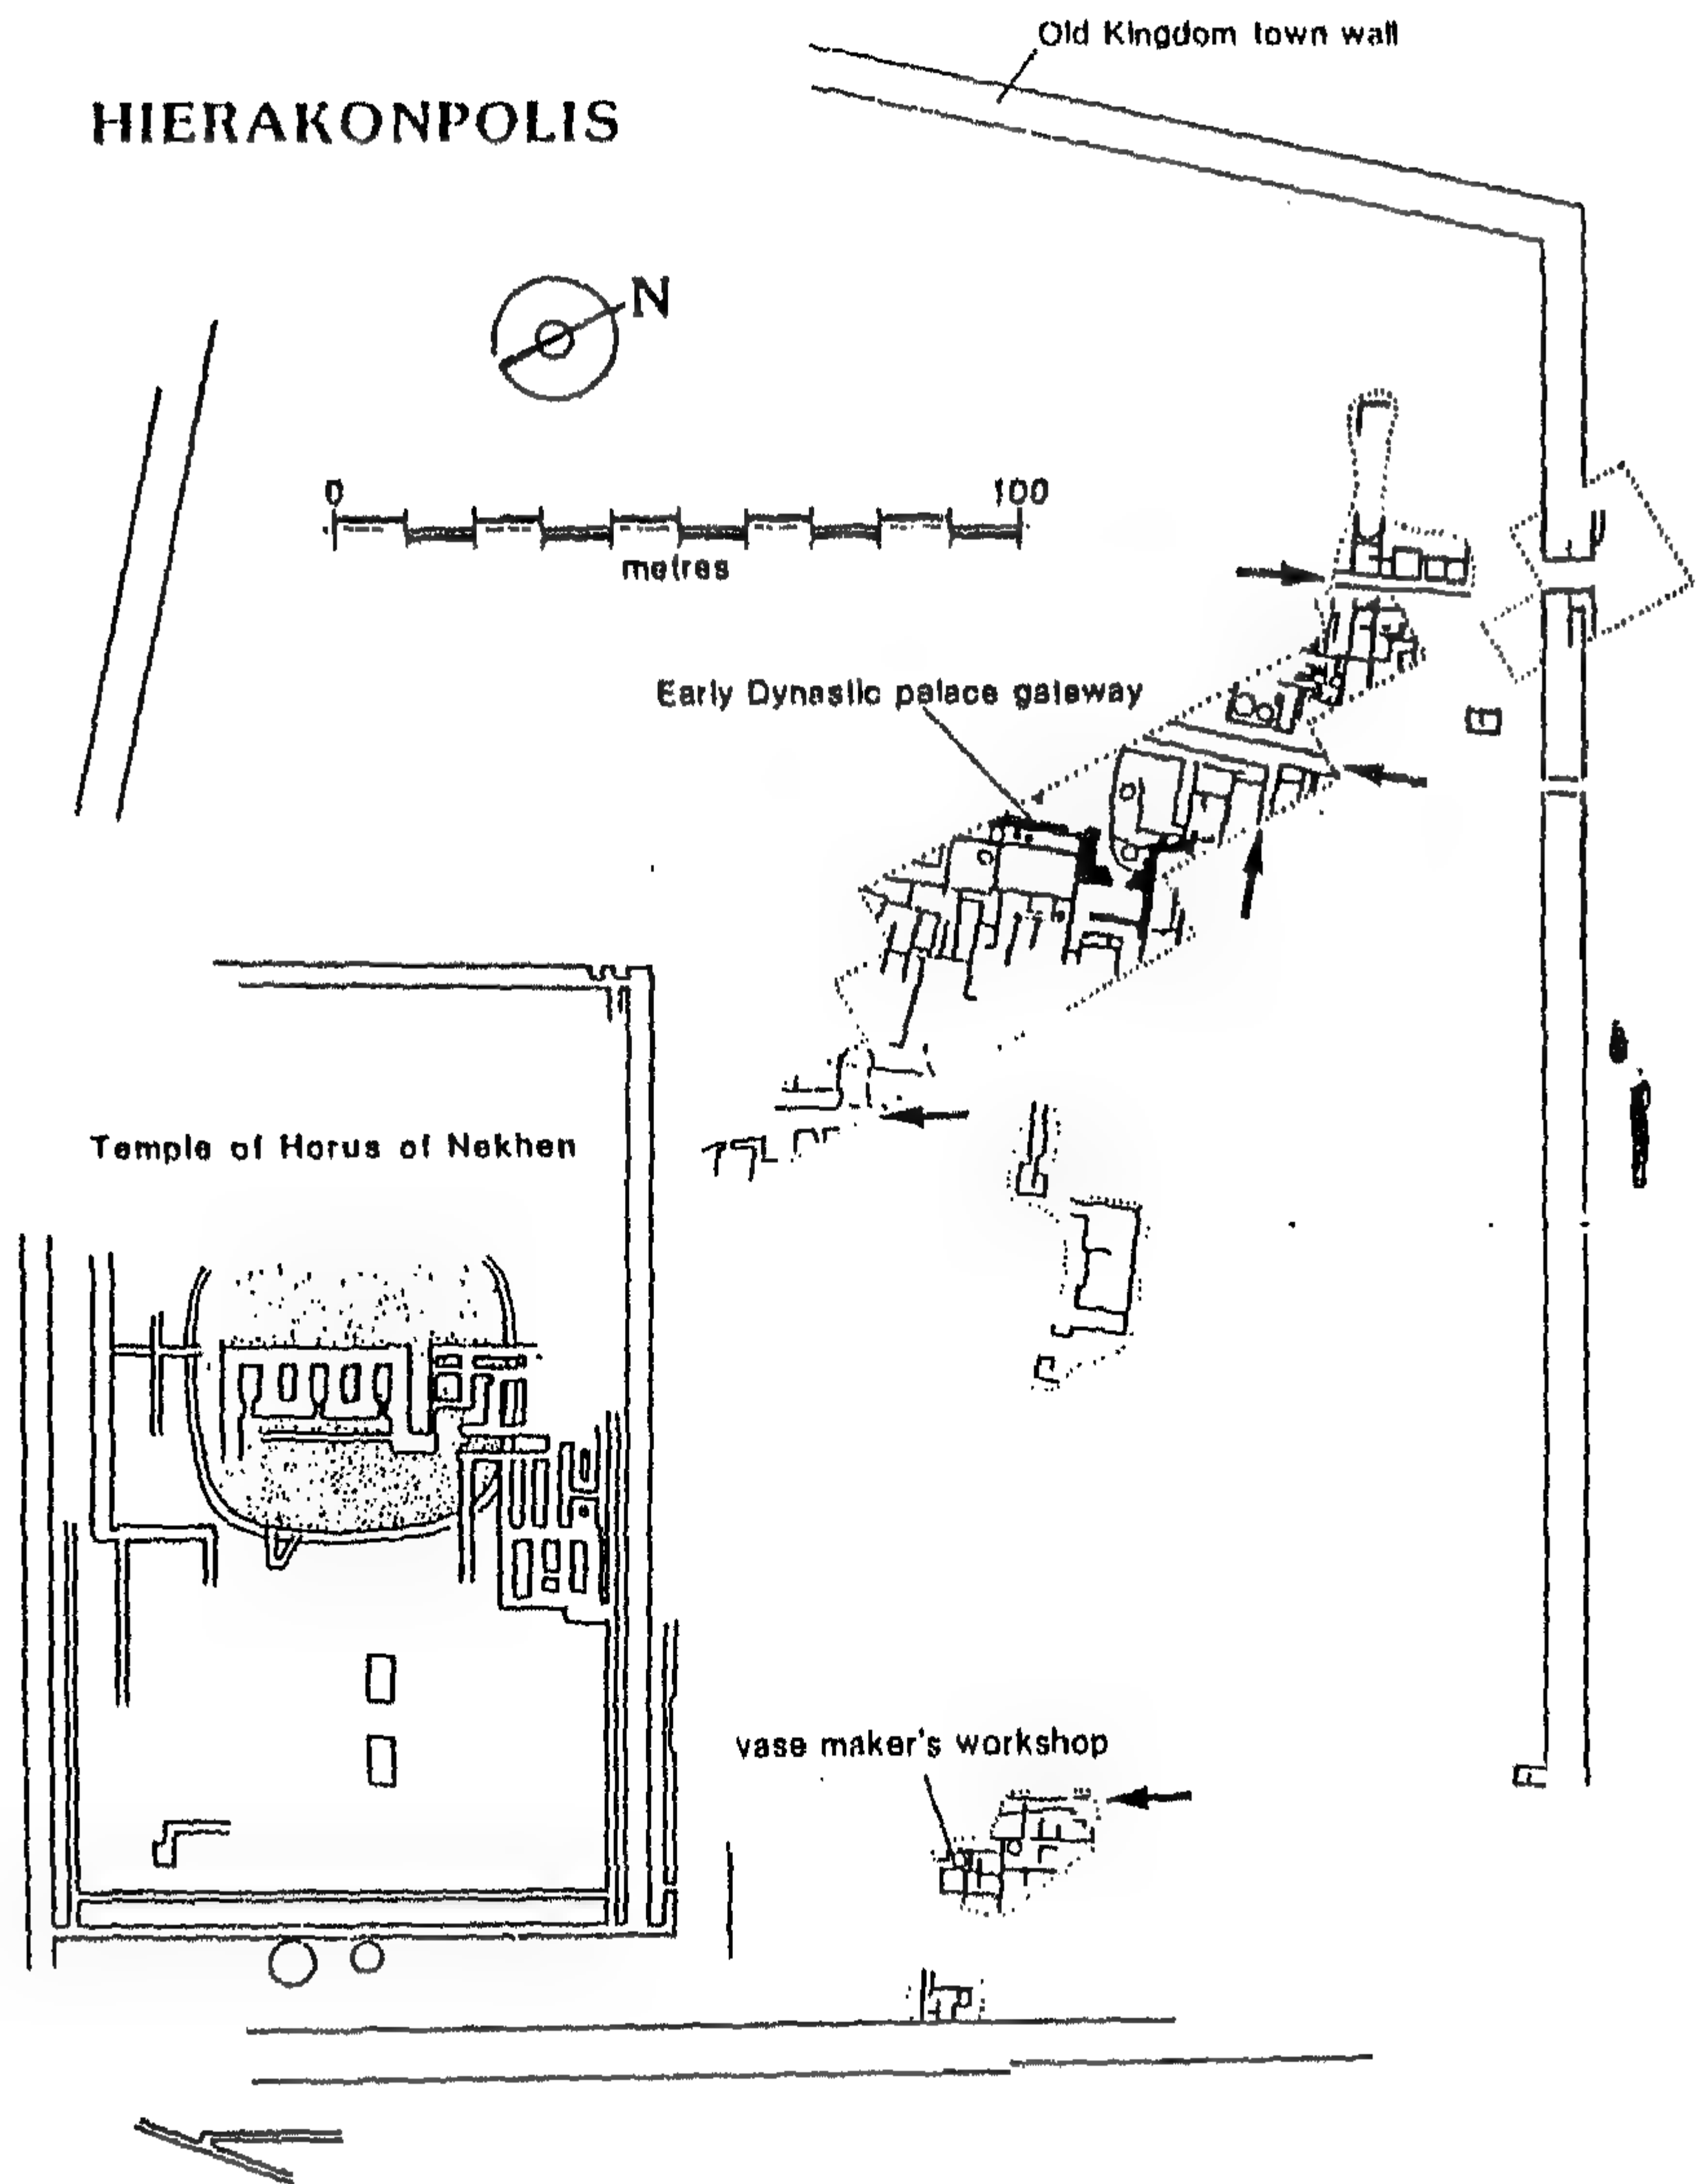 Old Kingdom town wall
HIERAKONPOLIS
N
0 100
metres
Early Dynastic palace gateway
Temple of Horus of Nekhen
vase maker's workshop